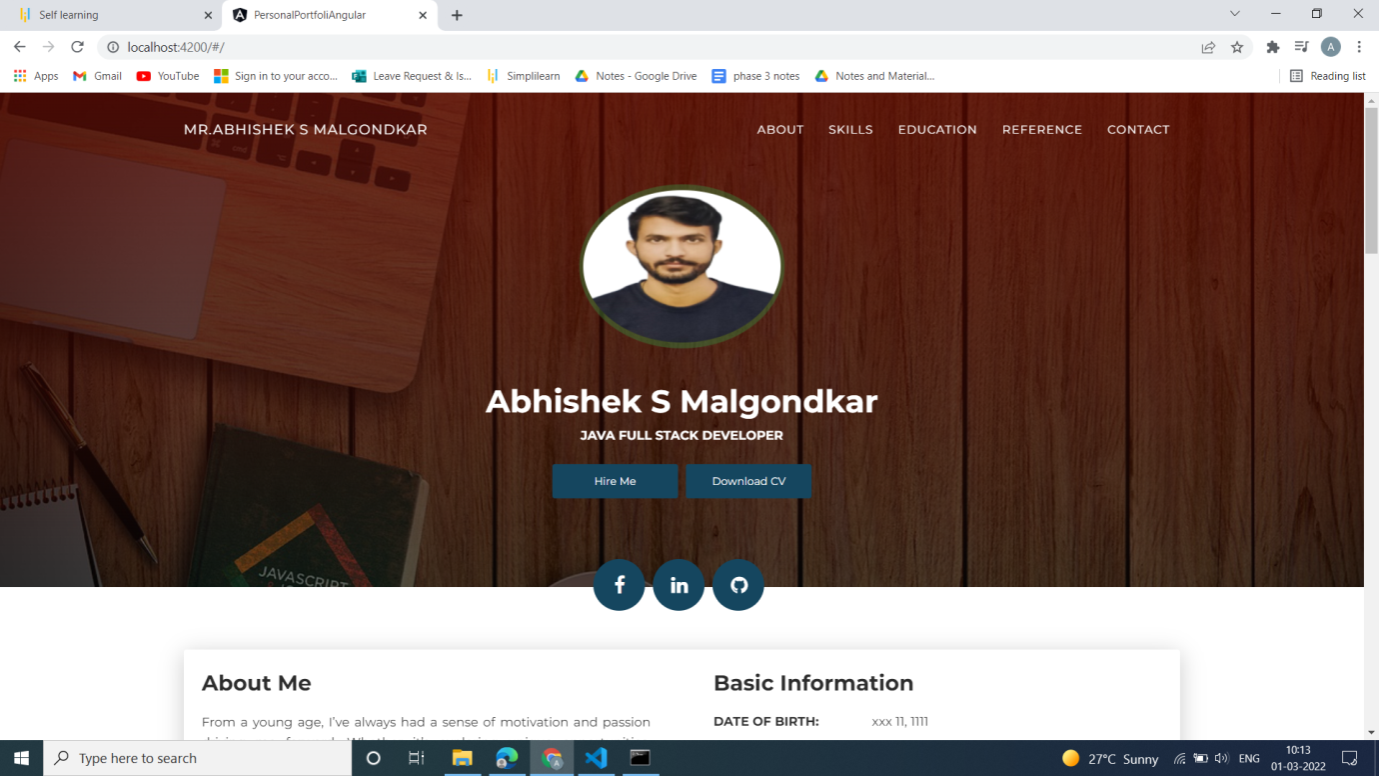 Self learning
PersonalPortfoliAngular
localhost:4200/#/
A
Apps
Gmail
YouTube
Sign in to your acco...
Leave Request & Is...
Simplilearn
Notes - Google Drive
phase 3 notes
Notes and Material...
Reading list
MR.ABHISHEK S MALGONDKAR
ABOUT
SKILLS
EDUCATION
REFERENCE
CONTACT
Abhishek S Malgondkar
JAVA FULL STACK DEVELOPER
Hire Me
Download CV
JAVASCRIPT
About Me
From a young age, I've always had a sense of motivation and passion
Basic Information
DATE OF BIRTH: xxx 11, 1111
Type here to search
27°C Sunny
ENG
10:13
01-03-2022